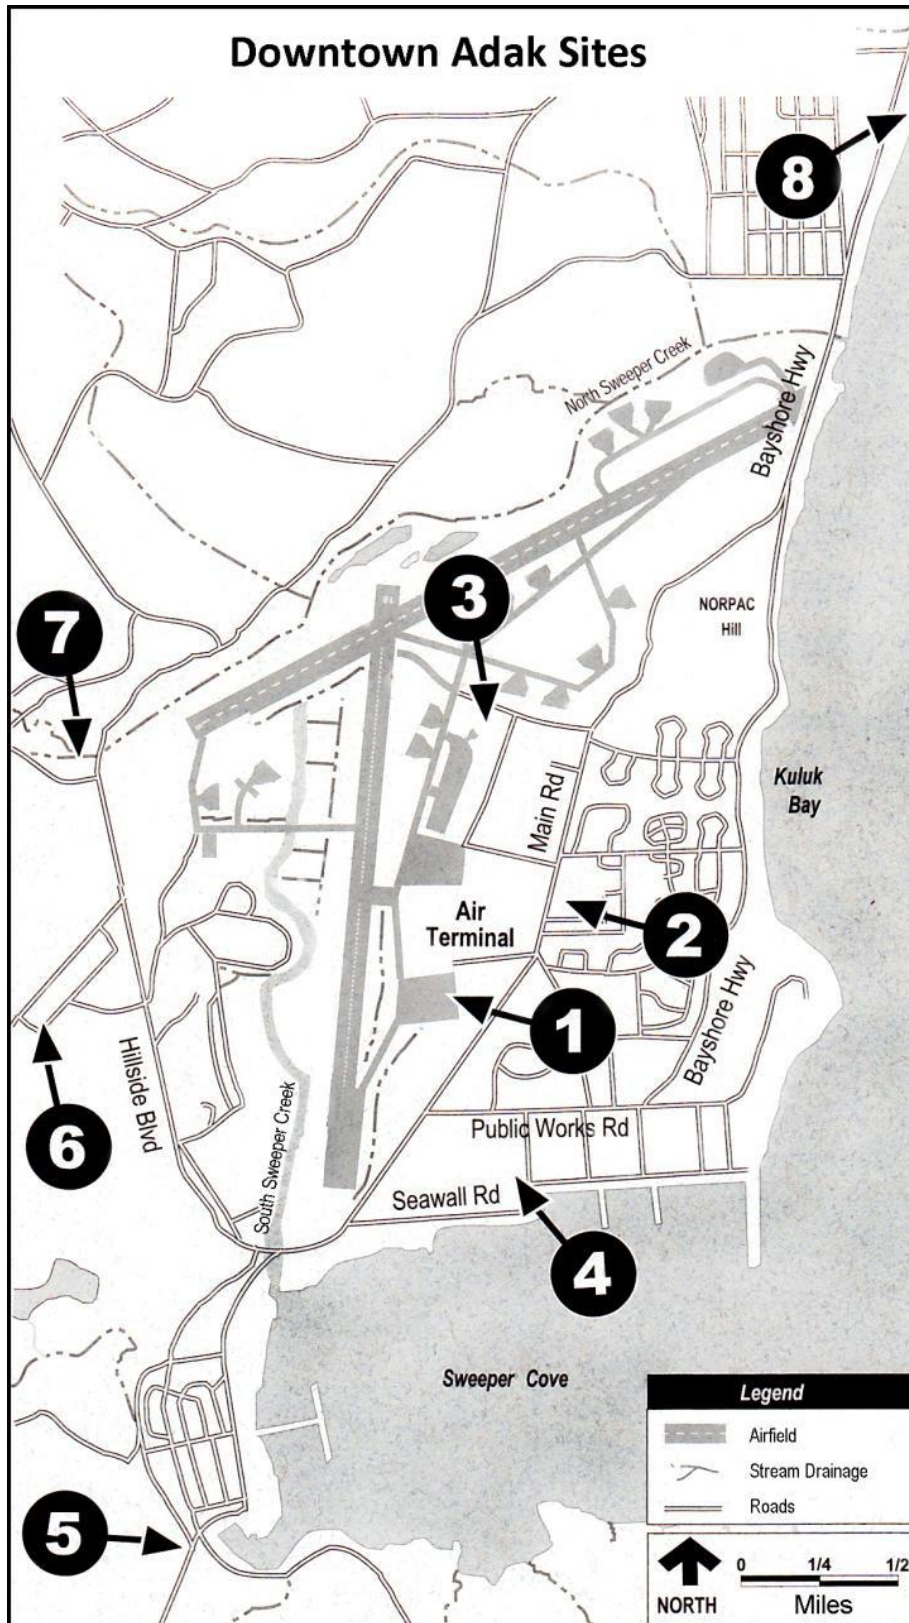 Downtown Adak Sites
8
North Sweeper Creek
Bayshore Hwy
3
NORPAC
Hill
7
Main Rd
Kuluk
Bay
Air
Terminal
2
1
Bayshore Hwy
Hillside Blvd
6
South Sweeper Creek
Public Works Rd
Seawall Rd
4
Sweeper Cove
5
Legend
Airfield
Stream Drainage
Roads
NORTH
0 1/4 1/2
Miles